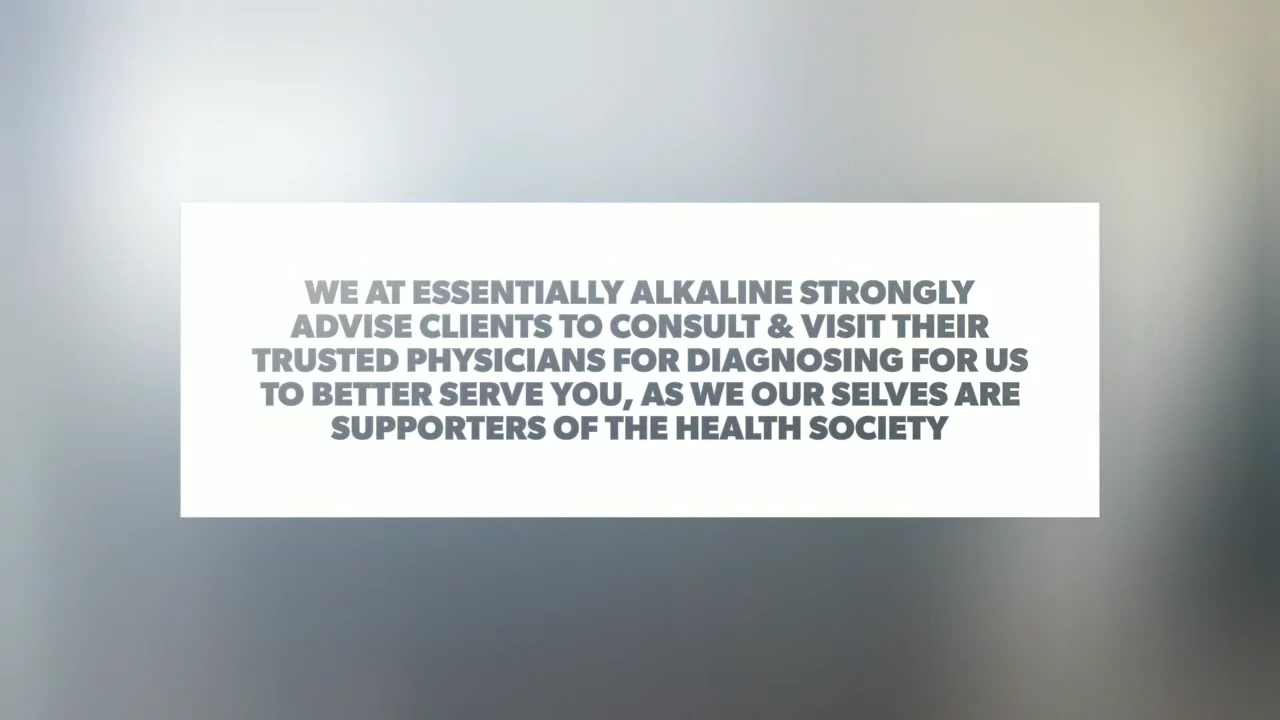 WE AT ESSENTIALLY ALKALINE STRONGLY
ADVISE CLIENTS TO CONSULT & VISIT THEIR
TRUSTED PHYSICIANS FOR DIAGNOSING FOR US
TO BETTER SERVE YOU, AS WE OUR SELVES ARE
SUPPORTERS OF THE HEALTH SOCIETY